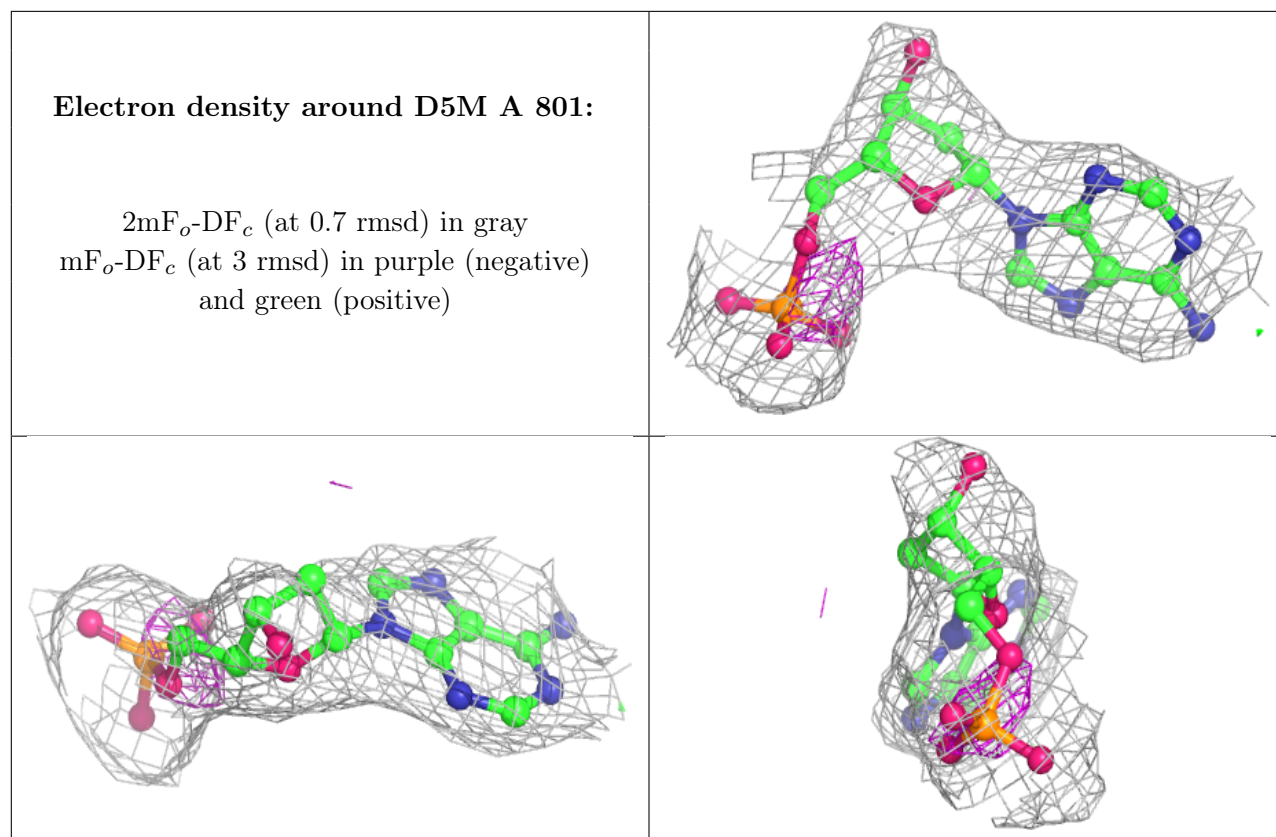 Electron density around D5M A 801:
2mFₒ-DF𝒸 (at 0.7 rmsd) in gray
mFₒ-DF𝒸 (at 3 rmsd) in purple (negative)
and green (positive)